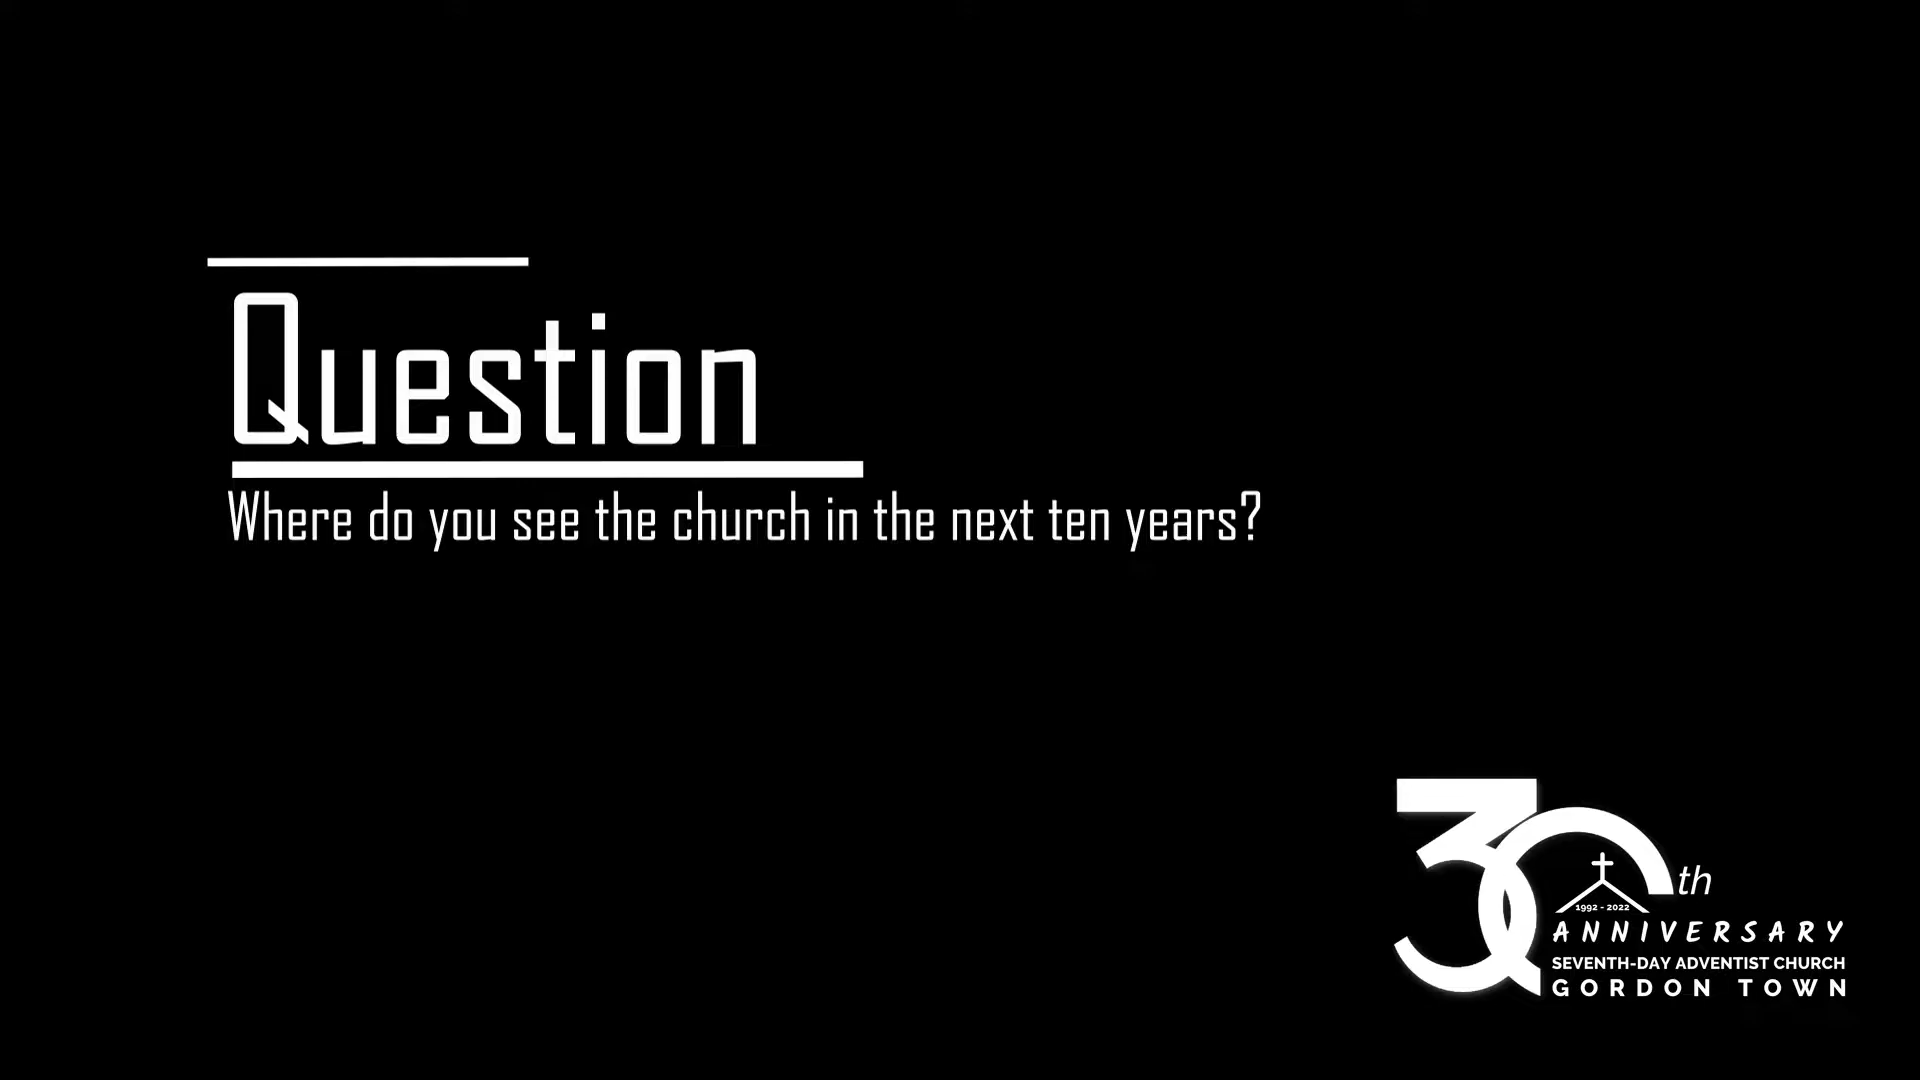 Question
Where do you see the church in the next ten years?
30th
1992 - 2022
ANNIVERSARY
SEVENTH-DAY ADVENTIST CHURCH
GORDON TOWN